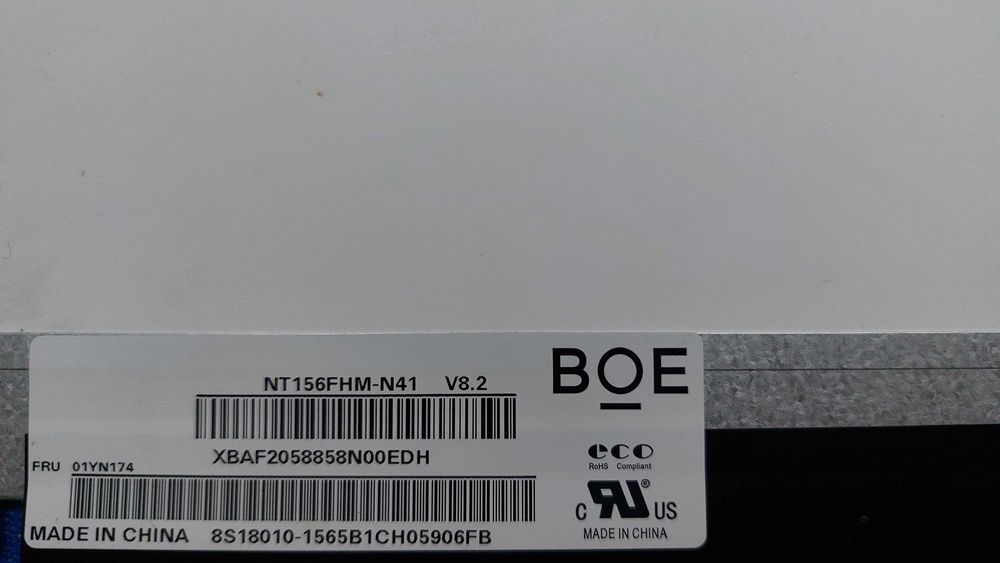 NT156FHM-N41 V8.2
BOE
XBAF2058858N00EDH
FRU 01YN174
eco
RoHS Compliant
C RU ® US
MADE IN CHINA 8S18010-1565B1CH05906FB
MADE IN CHINA